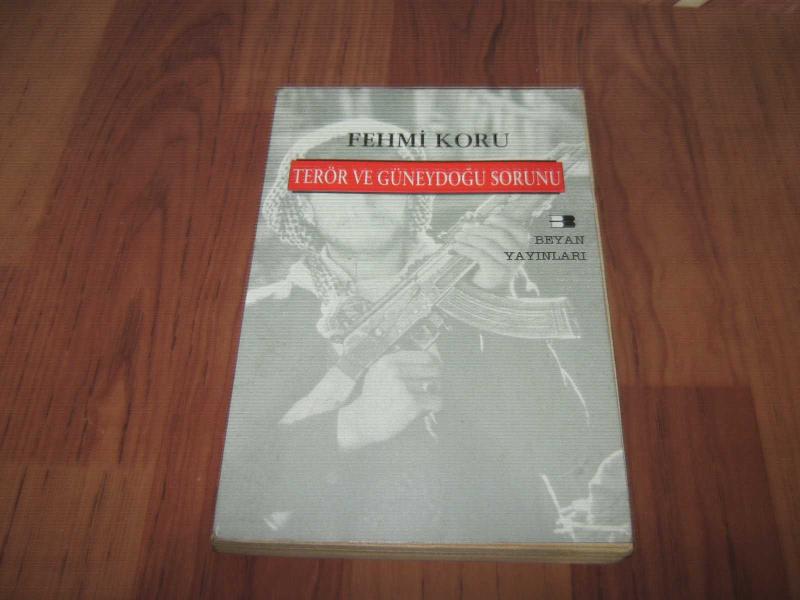 FEHMİ KORU
TERÖR VE GÜNEYDOĞU SORUNU
BEYAN
YAYINLARI